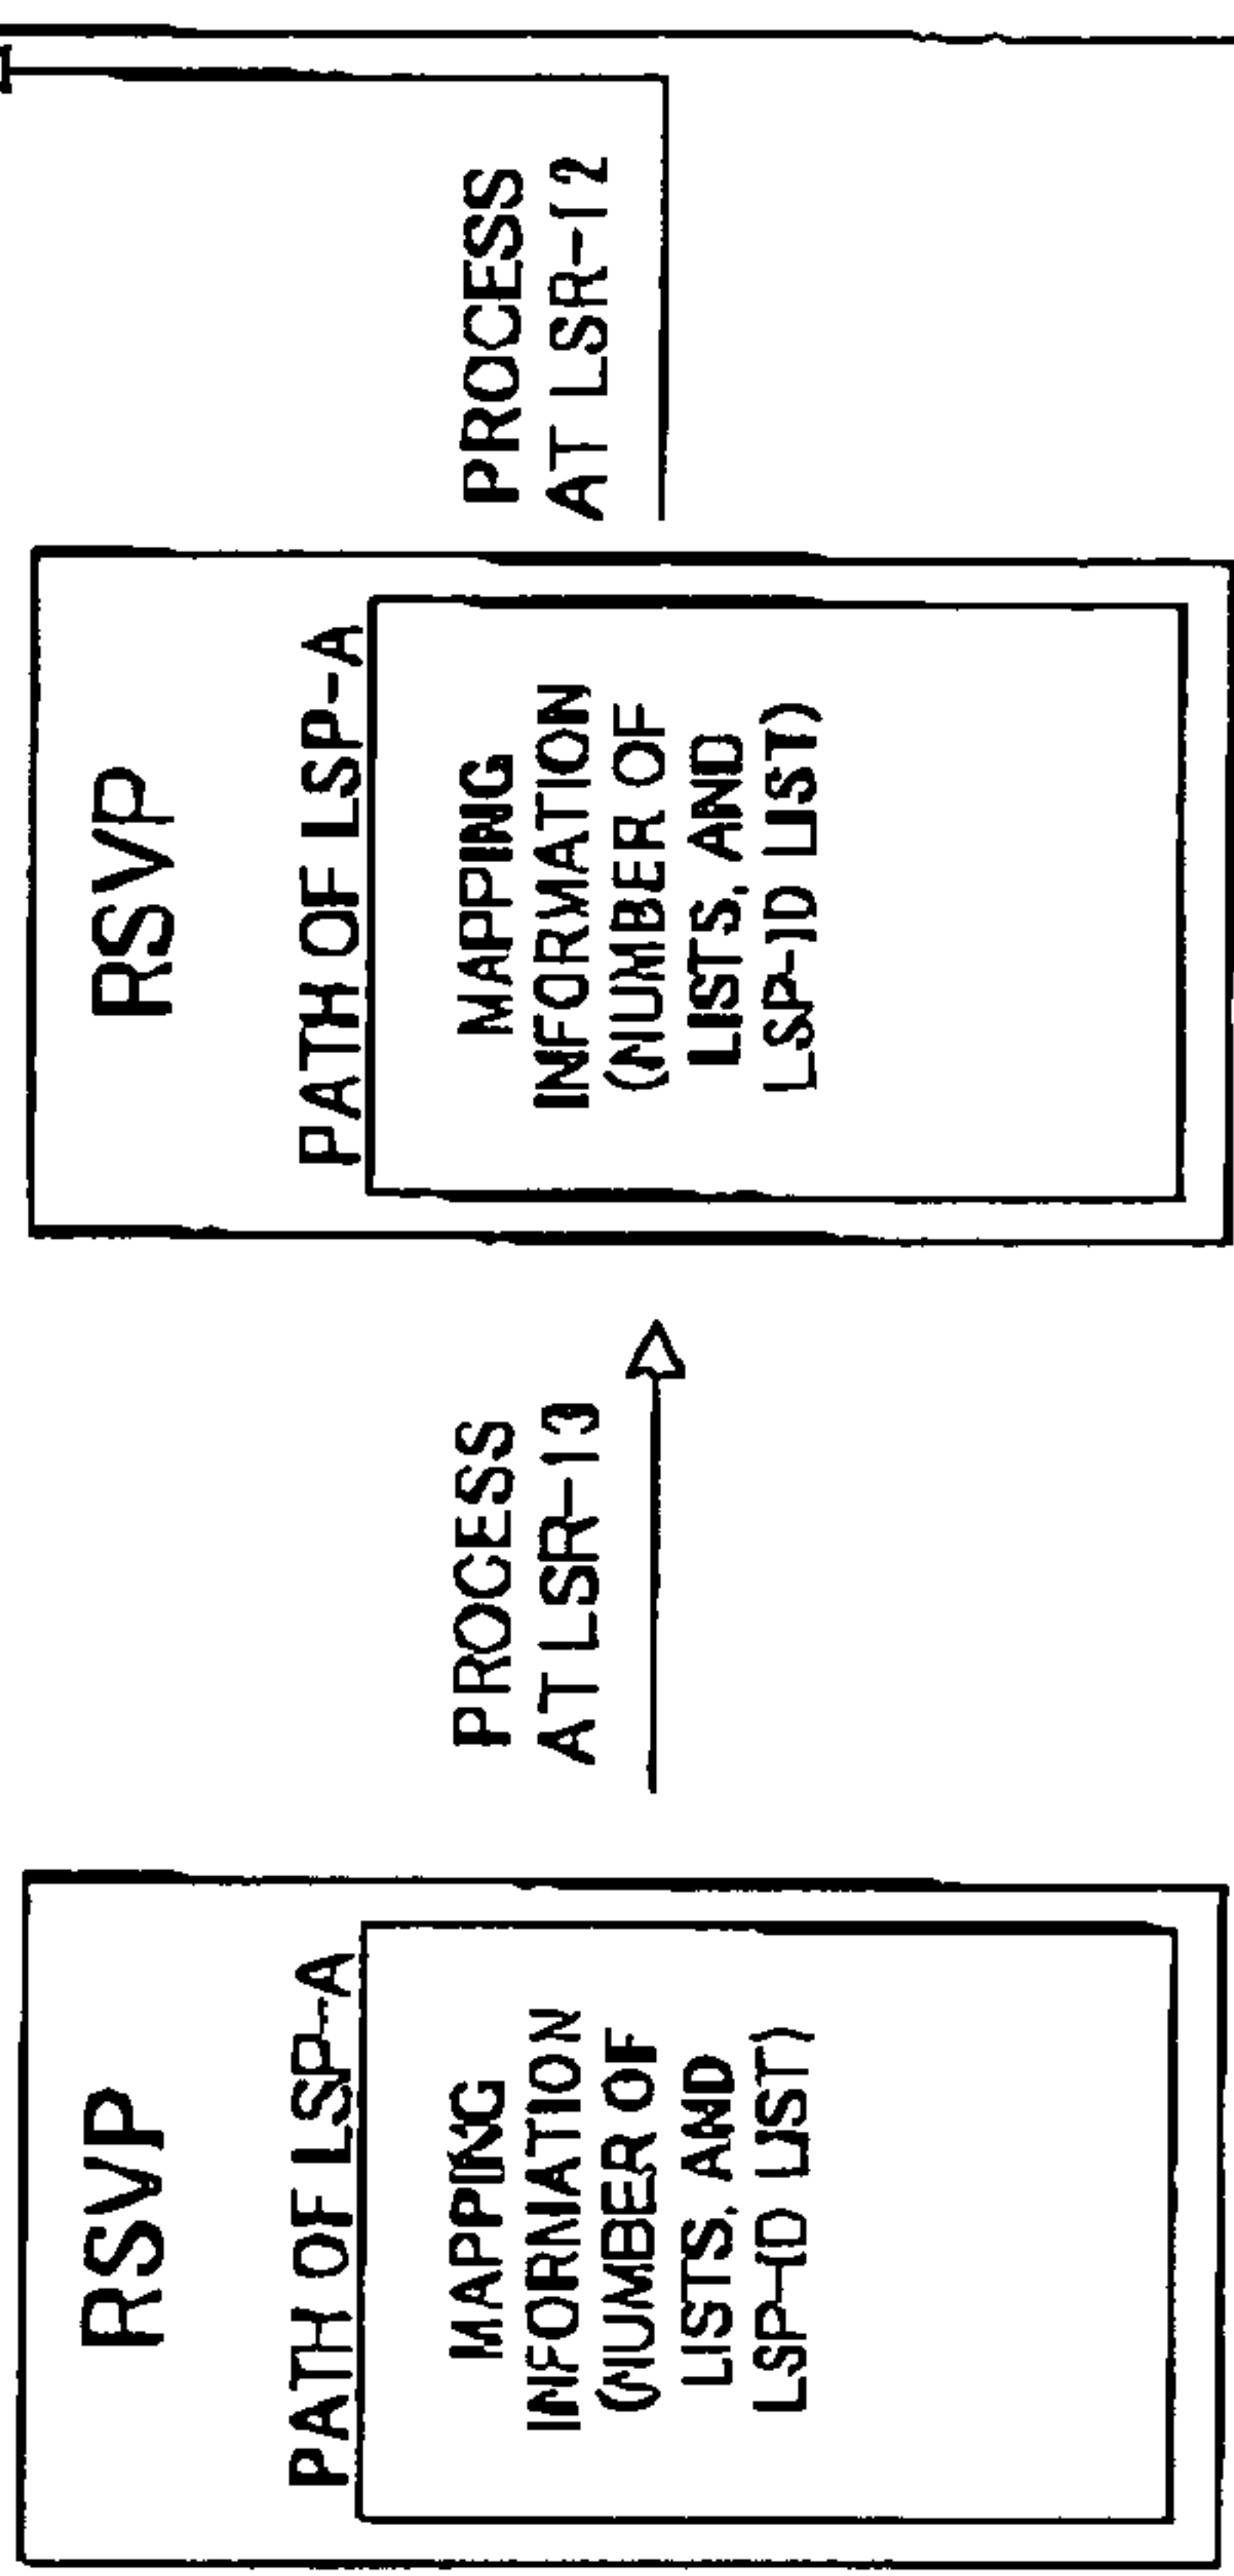 RSVP
PATH OF LSP-A
MAPPING
INFORMATION
(NUMBER OF
LISTS, AND
LSP-ID LIST)
PROCESS
AT LSR-13
RSVP
PATH OF LSP-A
MAPPING
INFORMATION
(NUMBER OF
LISTS, AND
LSP-ID LIST)
PROCESS
AT LSR-12